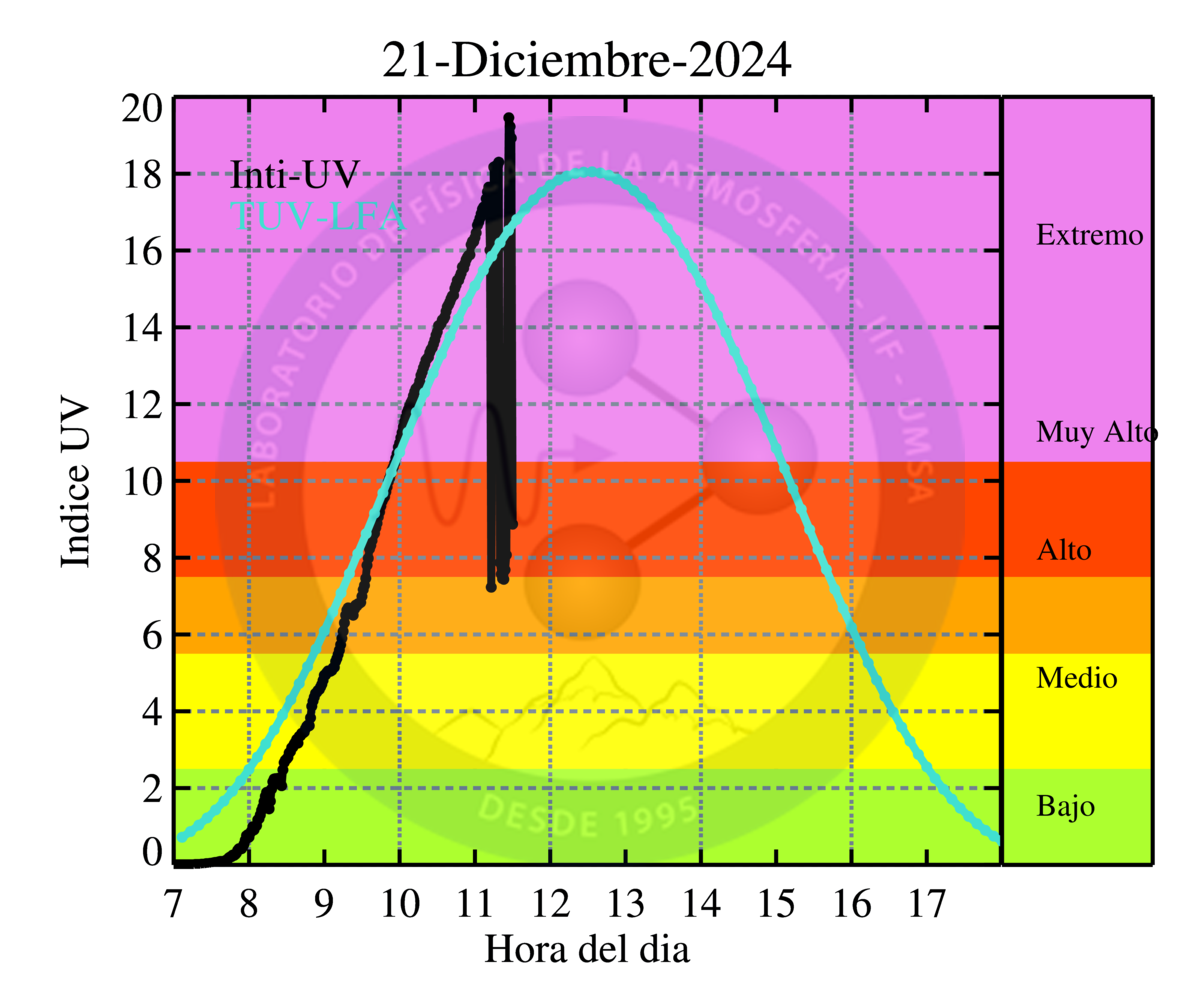 21-Diciembre-2024
Inti-UV
TUV-LFA
Indice UV
20
18
16
14
12
10
8
6
4
2
0
7 8 9 10 11 12 13 14 15 16 17
Hora del dia
Extremo
Muy Alto
Alto
Medio
Bajo
LABORATORIO DE FÍSICA DE LA ATMÓSFERA - IIF - UMSA
DESDE 1995